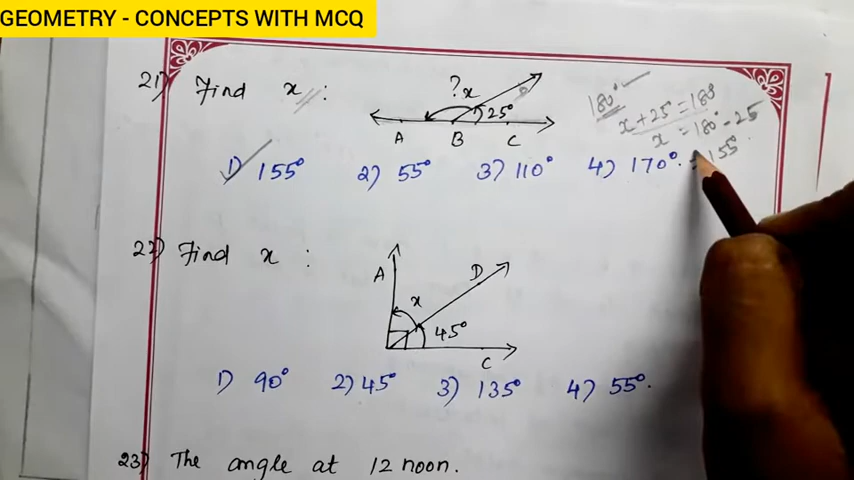 GEOMETRY - CONCEPTS WITH MCQ
21) Find x :
?x
25°
A B C
180°
x + 25° = 180
x = 180° - 25
= 155°
1) 155° 2) 55° 3) 110° 4) 170°.
22) Find x :
A
D
x
45°
C
1) 90° 2) 45° 3) 135° 4) 55°.
23) The angle at 12 noon.